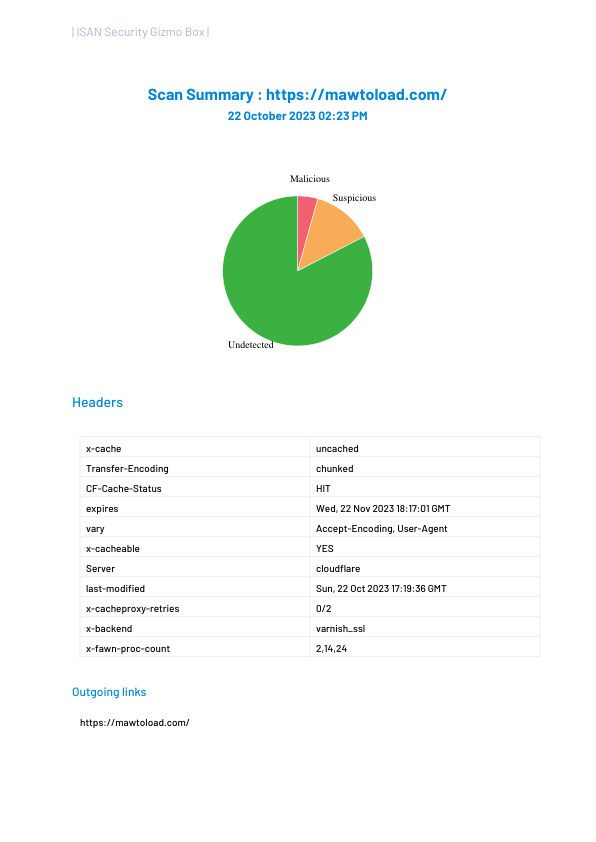 | ISAN Security Gizmo Box |
Scan Summary : https://mawtoload.com/
22 October 2023 02:23 PM
Malicious
Suspicious
Undetected
Headers
x-cache uncached
Transfer-Encoding chunked
CF-Cache-Status HIT
expires Wed, 22 Nov 2023 18:17:01 GMT
vary Accept-Encoding, User-Agent
x-cacheable YES
Server cloudflare
last-modified Sun, 22 Oct 2023 17:19:36 GMT
x-cacheproxy-retries 0/2
x-backend varnish_ssl
x-fawn-proc-count 2,14,24
Outgoing links
https://mawtoload.com/